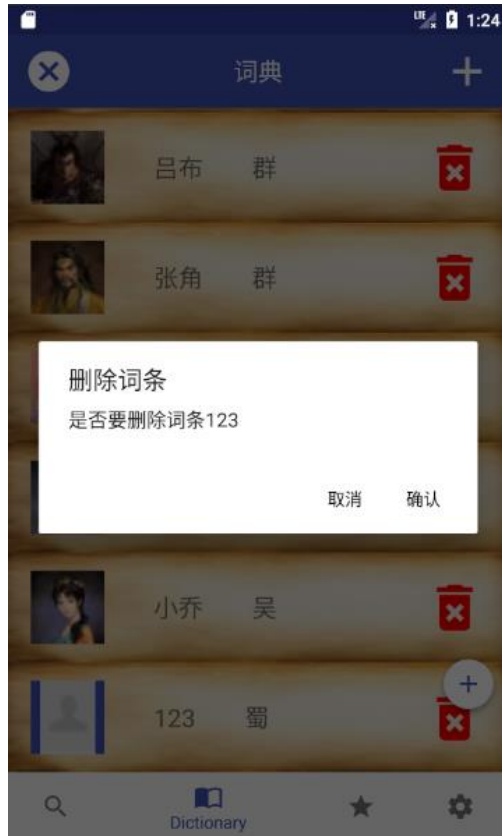 LTE 1:24
词典
吕布 群
张角 群
删除词条
是否要删除词条123
取消 确认
小乔 吴
123 蜀
Dictionary